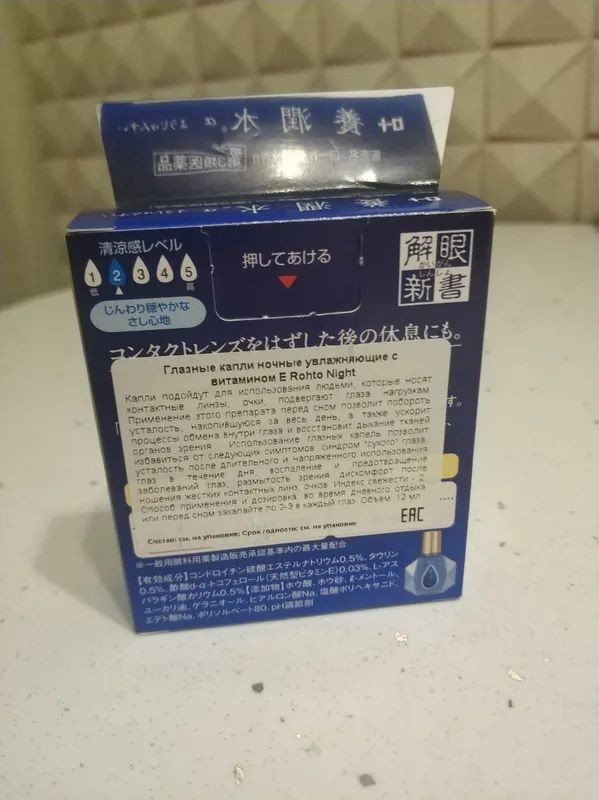 養潤水α
第3類医薬品
養潤水
清涼感レベル
1 2 3 4 5
低 高
じんわり穏やかな
さし心地
押してあける
解眼
かいがん
新書
しんしょ
コンタクトレンズをはずした後の休息にも。
Глазные капли ночные увлажняющие с
витамином Е Rohto Night
Капли подойдут для использования людьми, которые носят
контактные линзы, очки, подвергают глаза нагрузкам.
Применение этого препарата перед сном позволит побороть
усталость, накопившуюся за весь день, а также ускорит
процессы обмена внутри глаза и восстановит дыхание тканей
органов зрения. Использование глазных капель позволит
избавиться от следующих симптомов: синдром "сухого" глаза,
усталость после длительного и напряженного использования
глаз в течение дня, воспаление и предотвращение
заболеваний глаз, размытость зрения, дискомфорт после
ношения жестких контактных линз, очков. Индекс свежести - 2
Способ применения и дозировка: во время дневного отдыха
или перед сном закапайте по 2-3 в каждый глаз. Объем: 12 мл
Состав: см. на упаковке; Срок годности: см. на упаковке
EAC
※一般用眼科用薬製造販売承認基準内の最大量配合
【有効成分】コンドロイチン硫酸エステルナトリウム0.5%、タウリン
0.5%、酢酸d-α-トコフェロール(天然型ビタミンE)0.03%、L-アス
パラギン酸カリウム0.5%【添加物】ホウ酸、ホウ砂、ℓ-メントール、
ユーカリ油、ゲラニオール、ヒアルロン酸Na、塩酸ポリヘキサニド、
エデト酸Na、ポリソルベート80、pH調節剤